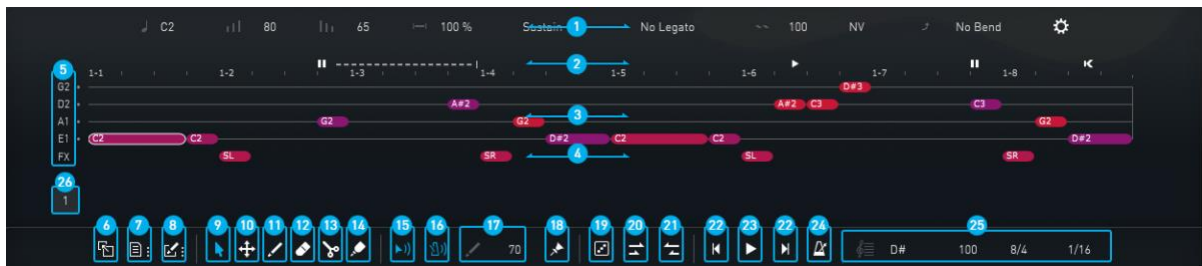 C2 80 65 100 % Sustain 1 No Legato 100 NV No Bend
2
5 1-1 1-2 1-3 1-4 1-5 1-6 1-7 1-8
G2 D#3
D2 A#2 A#2 C3 C3
3
A1 G2 G2 G2
E1 C2 C2 D#2 C2 C2 D#2
FX SL SR 4 SL SR
26
1
6 7 8 9 10 11 12 13 14 15 16 17 18 19 20 21 22 23 22 24 25
70 D# 100 8/4 1/16